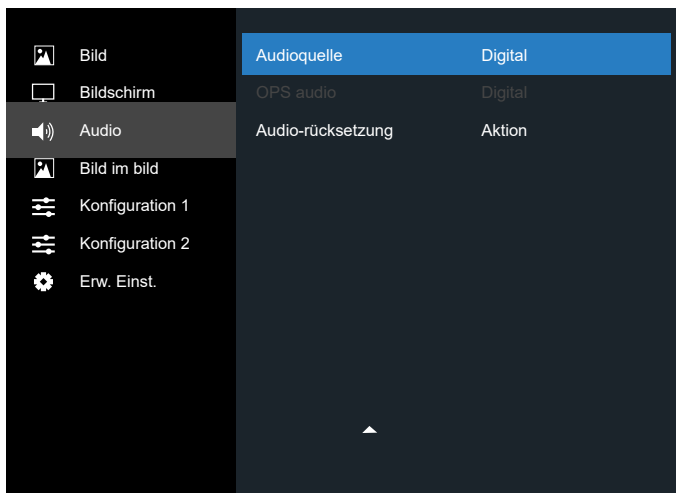 Bild
Bildschirm
Audio
Bild im bild
Konfiguration 1
Konfiguration 2
Erw. Einst.
Audioquelle Digital
OPS audio Digital
Audio-rücksetzung Aktion